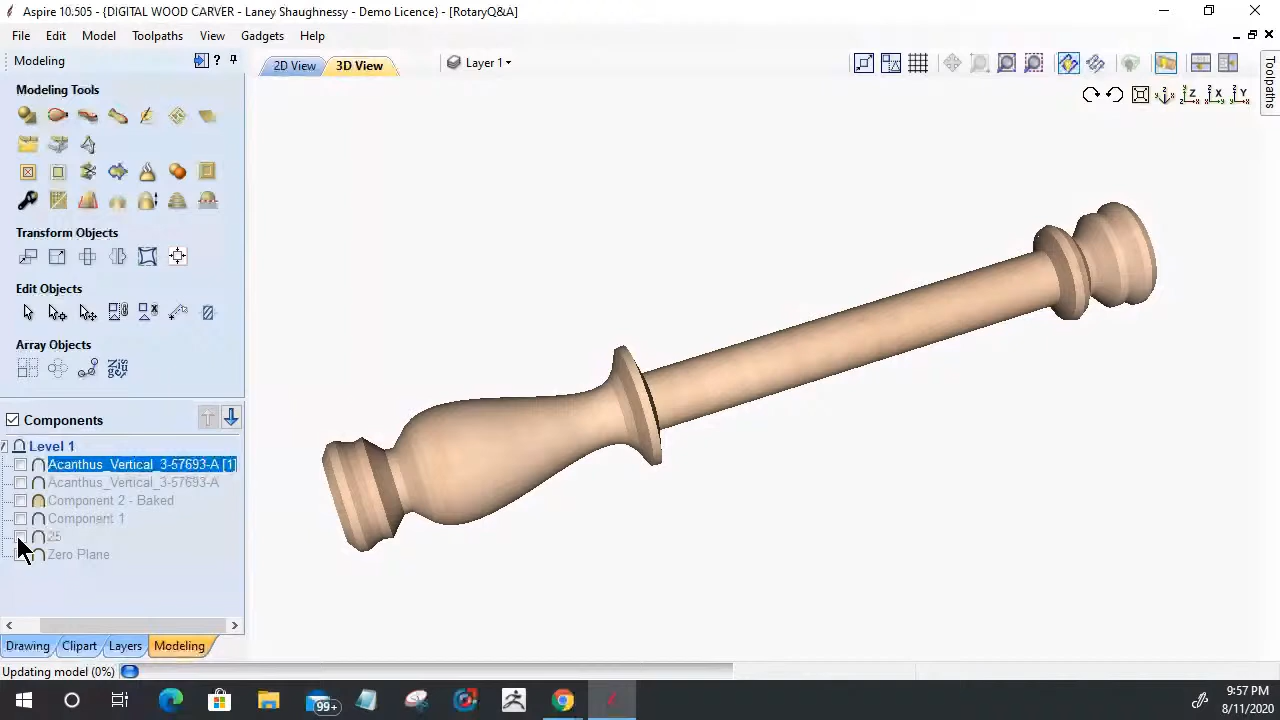 Aspire 10.505 - {DIGITAL WOOD CARVER - Laney Shaughnessy - Demo Licence} - [RotaryQ&A]
File Edit Model Toolpaths View Gadgets Help
Modeling
2D View 3D View Layer 1
Toolpaths
Modeling Tools
Z X Y
Transform Objects
Edit Objects
Array Objects
Components
Level 1
Acanthus_Vertical_3-57693-A [1]
Acanthus_Vertical_3-57693-A
Component 2 - Baked
Component 1
25
Zero Plane
Drawing Clipart Layers Modeling
Updating model (0%)
99+
9:57 PM
8/11/2020